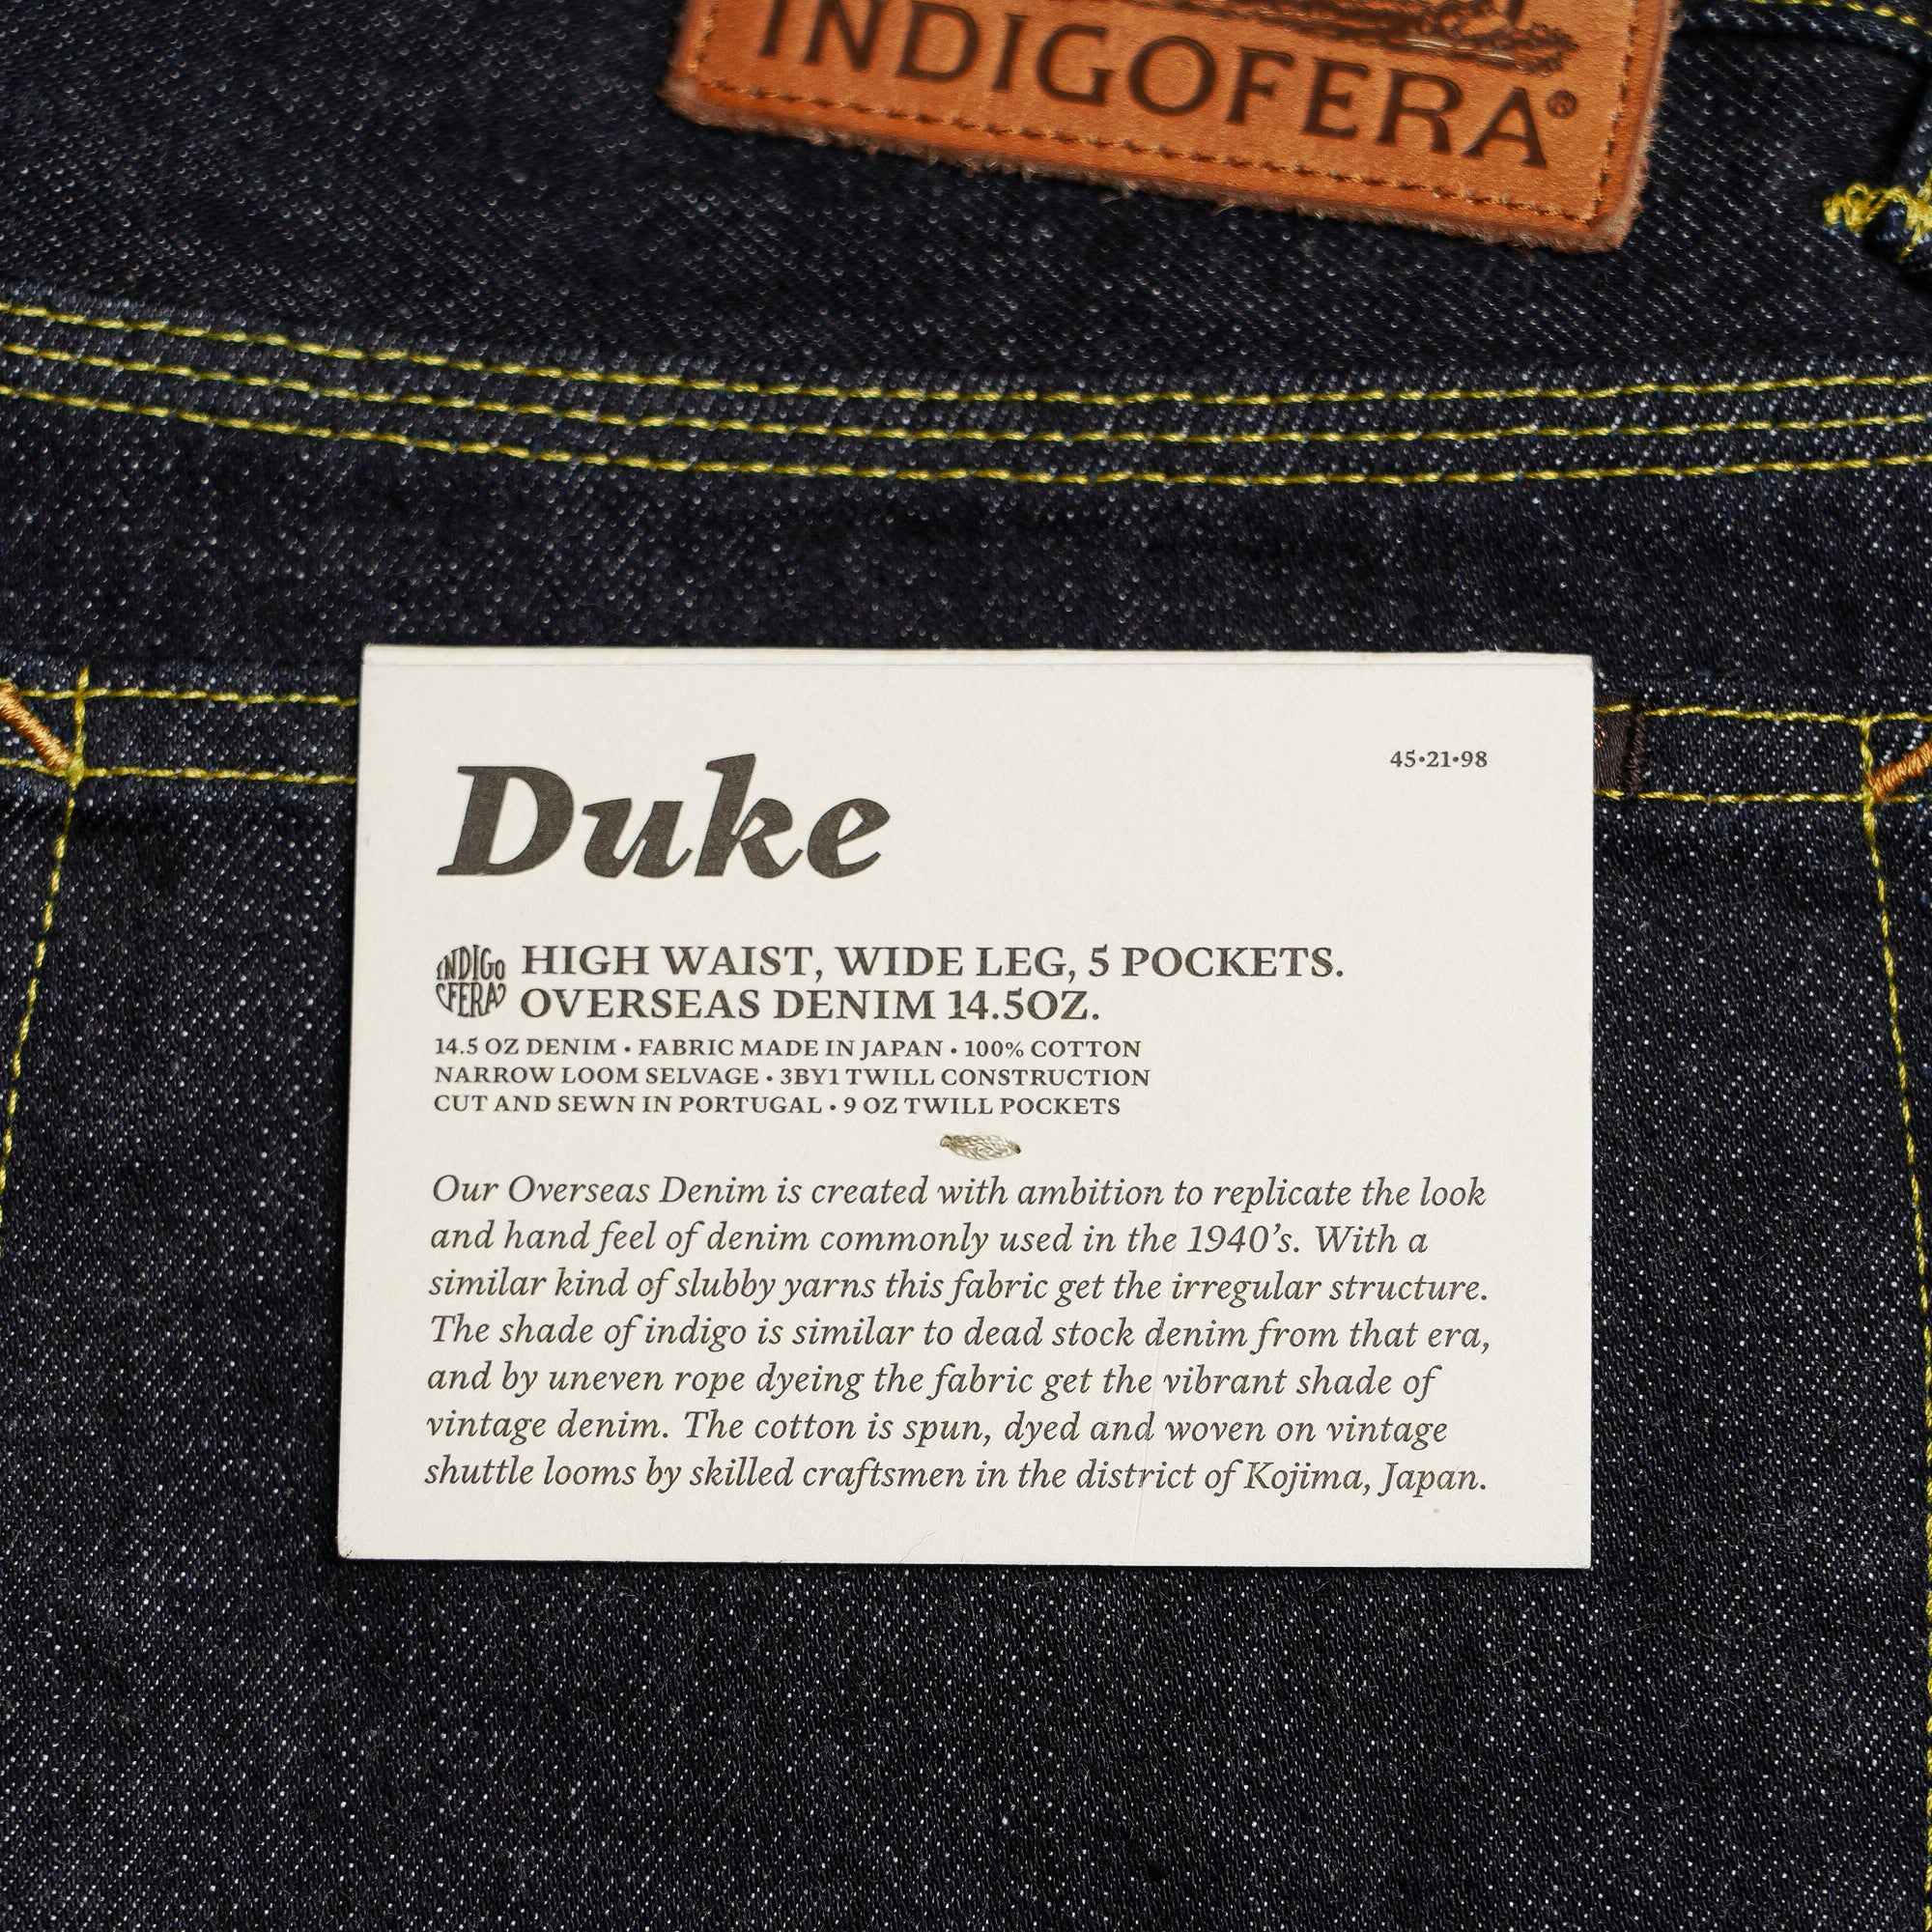 INDIGOFERA®
Duke
45•21•98
INDIGO
FERA
HIGH WAIST, WIDE LEG, 5 POCKETS.
OVERSEAS DENIM 14.5OZ.
14.5 OZ DENIM • FABRIC MADE IN JAPAN • 100% COTTON
NARROW LOOM SELVAGE • 3BY1 TWILL CONSTRUCTION
CUT AND SEWN IN PORTUGAL • 9 OZ TWILL POCKETS
Our Overseas Denim is created with ambition to replicate the look
and hand feel of denim commonly used in the 1940's. With a
similar kind of slubby yarns this fabric get the irregular structure.
The shade of indigo is similar to dead stock denim from that era,
and by uneven rope dyeing the fabric get the vibrant shade of
vintage denim. The cotton is spun, dyed and woven on vintage
shuttle looms by skilled craftsmen in the district of Kojima, Japan.